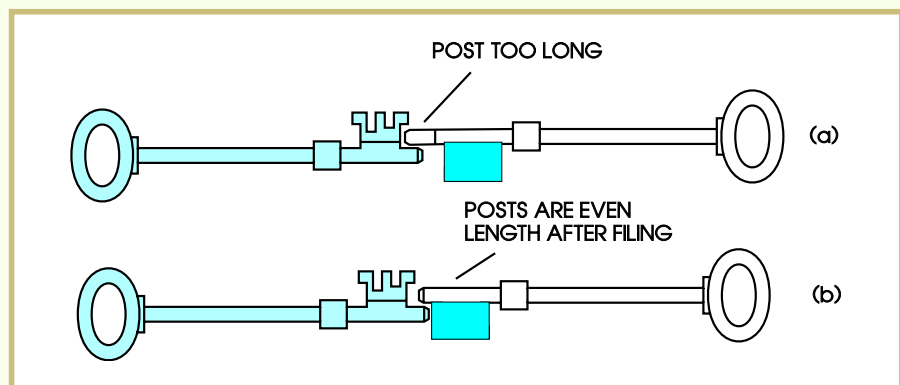 POST TOO LONG
(a)
POSTS ARE EVEN
LENGTH AFTER FILING
(b)